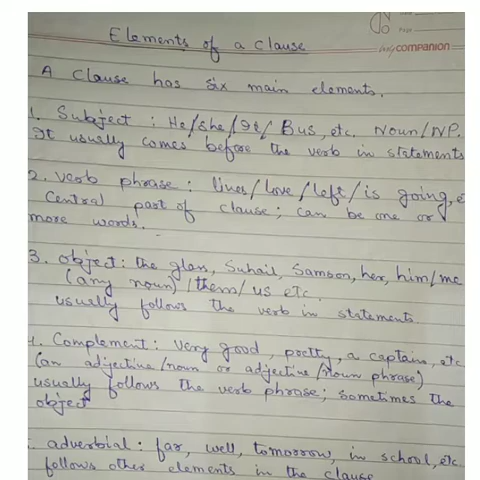 Page
my companion
Elements of a clause
A clause has six main elements.
1. Subject : He/she/It/ Bus, etc. Noun/NP.
It usually comes before the verb in statements
2. Verb phrase : lives/love/left/is going, e
Central part of clause; can be one or
more words.
3. Object : the glass, Suhail, Samson, her, him/me
(any noun) /them/us etc.
usually follows the verb in statements.
4. Complement : very good, pretty, a captain, etc
(an adjective/noun or adjective/noun phrase)
usually follows the verb phrase; sometimes the
object
adverbial : far, well, tomorrow, in school, etc
follows other elements in the clause